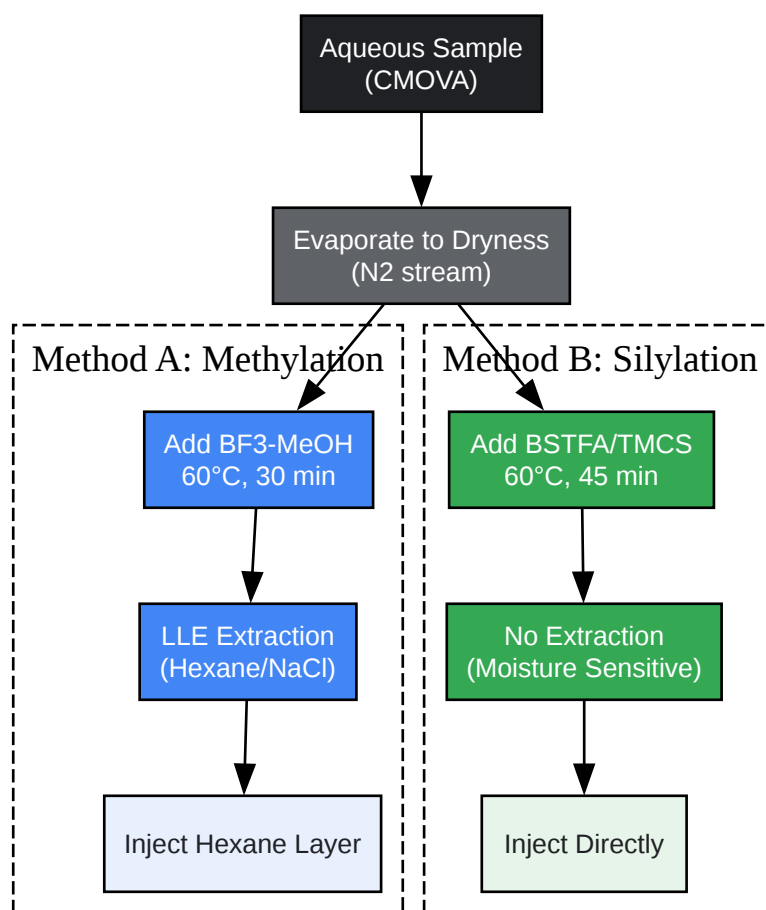 Aqueous Sample
(CMOVA)
Evaporate to Dryness
(N2 stream)
Method A: Methylation
Add BF3-MeOH
60°C, 30 min
LLE Extraction
(Hexane/NaCl)
Inject Hexane Layer
Method B: Silylation
Add BSTFA/TMCS
60°C, 45 min
No Extraction
(Moisture Sensitive)
Inject Directly